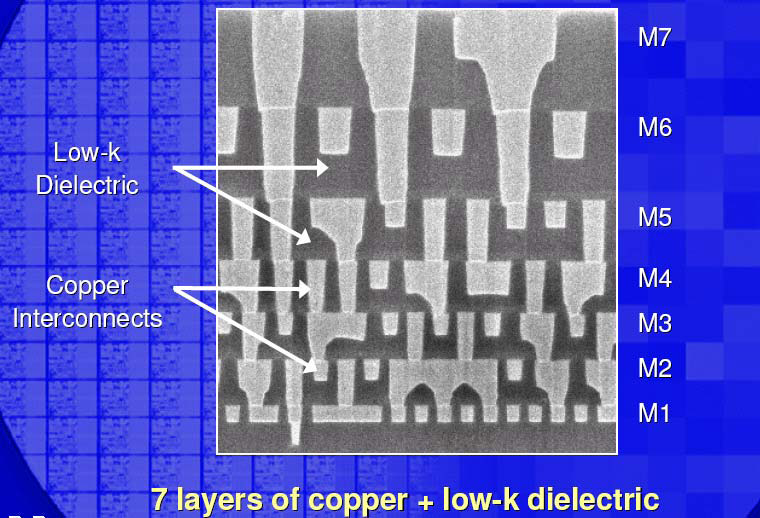 M7
M6
Low-k
Dielectric
M5
Copper
Interconnects
M4
M3
M2
M1
7 layers of copper + low-k dielectric